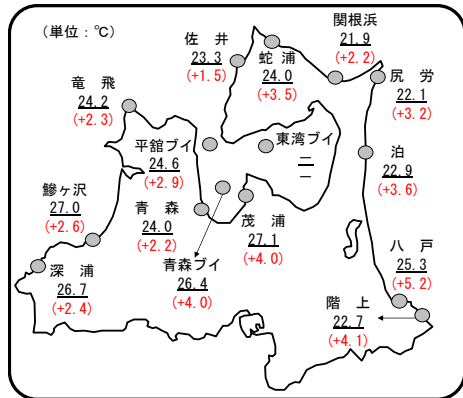 (単位：℃)
佐 井
23.3
(+1.5)
蛇 浦
24.0
(+3.5)
関根浜
21.9
(+2.2)
尻 労
22.1
(+3.2)
竜 飛
24.2
(+2.3)
平舘ブイ
24.6
(+2.9)
東湾ブイ
二
一
泊
22.9
(+3.6)
鰺ヶ沢
27.0
(+2.6)
青 森
24.0
(+2.2)
茂 浦
27.1
(+4.0)
青森ブイ
26.4
(+4.0)
深 浦
26.7
(+2.4)
八 戸
25.3
(+5.2)
階 上
22.7
(+4.1)